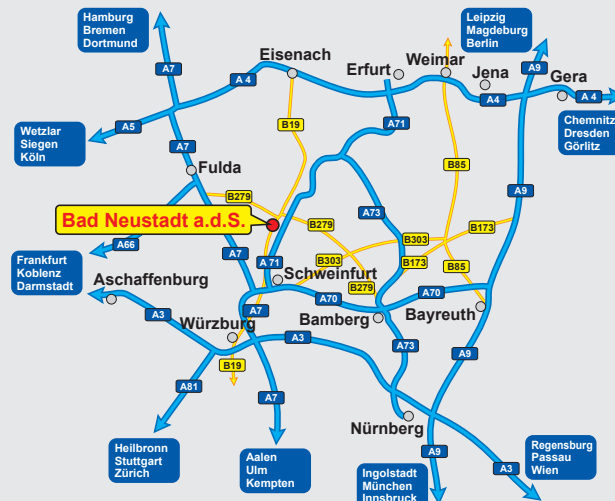 Hamburg
Bremen
Dortmund
Leipzig
Magdeburg
Berlin
A7
Eisenach
Erfurt
Weimar
A9
Jena
Gera
A 4
A4
A 4
Wetzlar
Siegen
Köln
A5
B19
A71
Chemnitz
Dresden
Görlitz
A7
Fulda
B85
A9
B279
Bad Neustadt a.d.S.
B279
A73
B173
Frankfurt
Koblenz
Darmstadt
A66
A7
A 71
B303
B303
B173
B85
Aschaffenburg
Schweinfurt
B279
A70
A70
A3
A7
Würzburg
Bamberg
Bayreuth
A3
A73
A9
B19
A81
A7
Nürnberg
Heilbronn
Stuttgart
Zürich
Aalen
Ulm
Kempten
A9
Ingolstadt
München
Innsbruck
A3
Regensburg
Passau
Wien